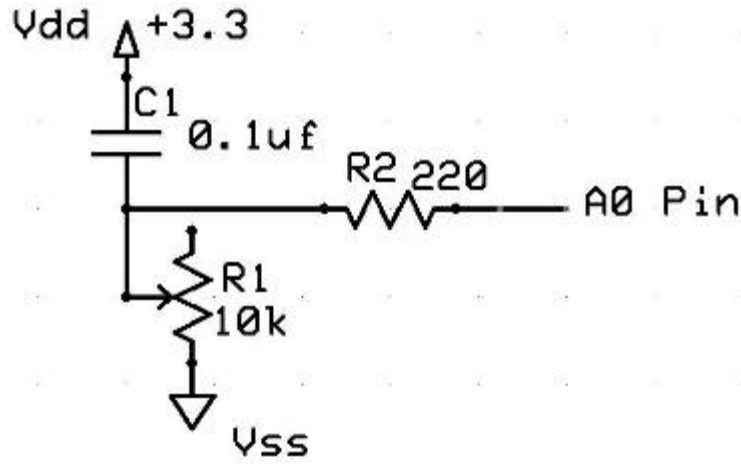 Vdd +3.3
C1
0.1uf
R2 220
A0 Pin
R1
10k
Vss